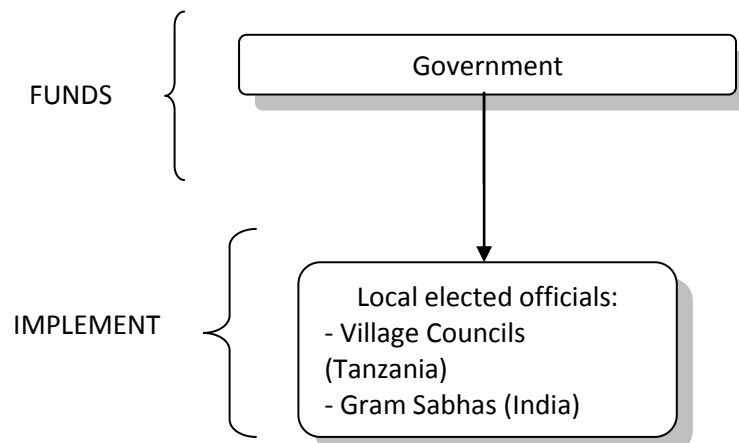 Government
FUNDS
Local elected officials:
- Village Councils
(Tanzania)
- Gram Sabhas (India)
IMPLEMENT